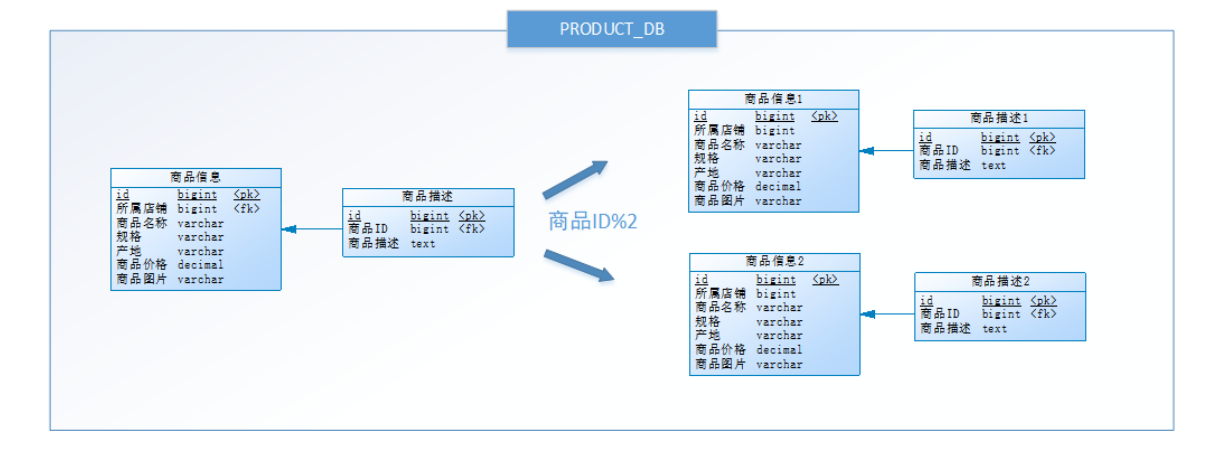 PRODUCT_DB
商品信息
id bigint <pk>
所属店铺 bigint <fk>
商品名称 varchar
规格 varchar
产地 varchar
商品价格 decimal
商品图片 varchar
商品描述
id bigint <pk>
商品ID bigint <fk>
商品描述 text
商品ID%2
商品信息1
id bigint <pk>
所属店铺 bigint
商品名称 varchar
规格 varchar
产地 varchar
商品价格 decimal
商品图片 varchar
商品描述1
id bigint <pk>
商品ID bigint <fk>
商品描述 text
商品信息2
id bigint <pk>
所属店铺 bigint
商品名称 varchar
规格 varchar
产地 varchar
商品价格 decimal
商品图片 varchar
商品描述2
id bigint <pk>
商品ID bigint <fk>
商品描述 text